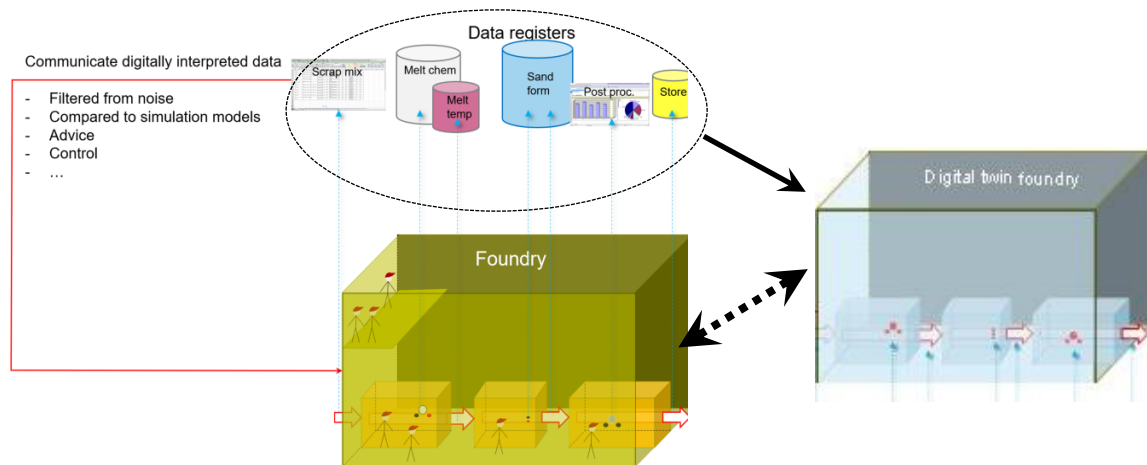 Data registers
Communicate digitally interpreted data
- Filtered from noise
- Compared to simulation models
- Advice
- Control
- …
Scrap mix
Melt chem
Melt
temp
Sand
form
Post proc.
Store
Digital twin foundry
Foundry